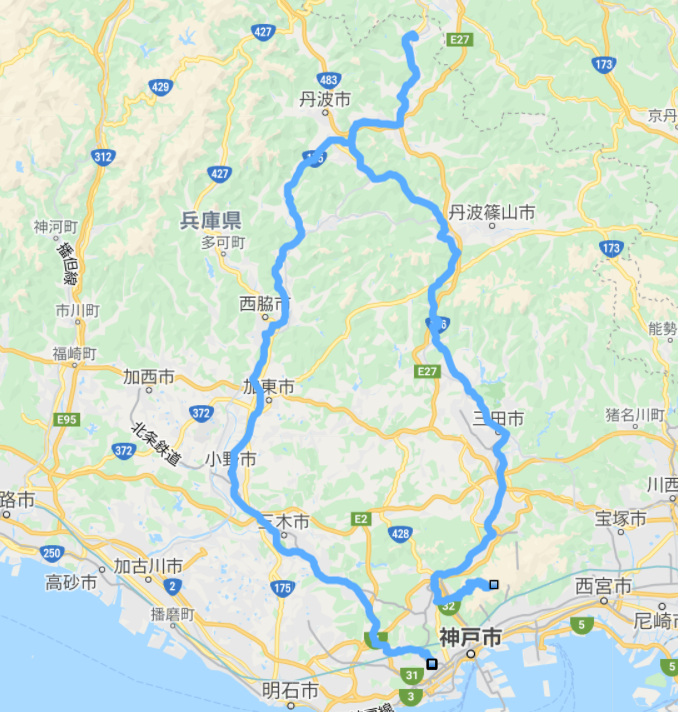 427
E27
173
429
483
丹波市
京丹
312
427
丹波篠山市
神河町
兵庫県
多可町
播但線
173
市川町
西脇市
能勢
福崎町
E27
加西市
加東市
372
三田市
猪名川町
E95
北条鉄道
372
小野市
川西
路市
三木市
E2
宝塚市
250
428
加古川市
高砂市
2
175
西宮市
32
播磨町
尼崎
神戸市
5
5
31
明石市
3